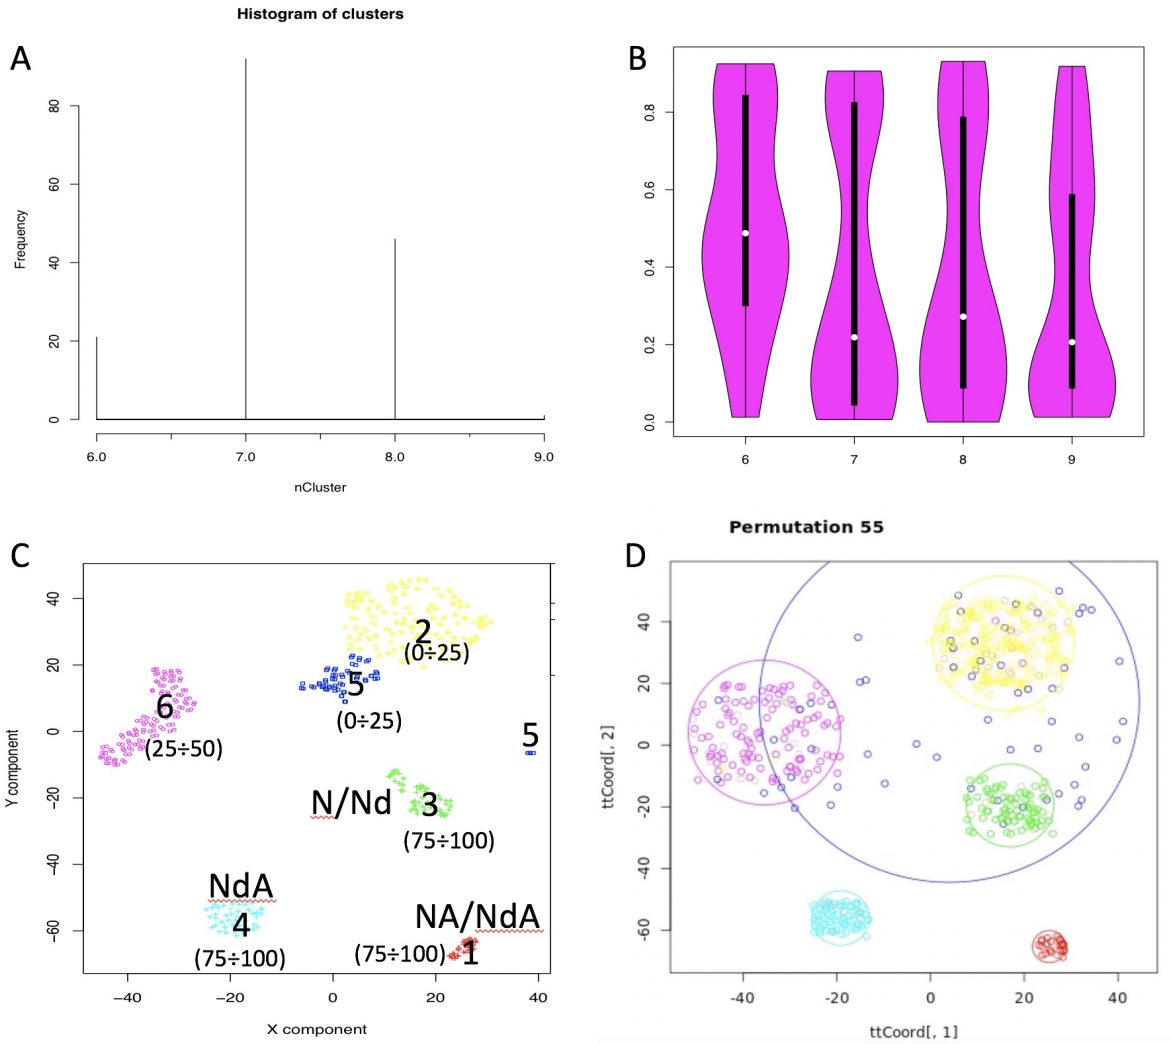 Histogram of clusters
A
Frequency
0
20
40
60
80
6.0 7.0 8.0 9.0
nCluster
B
0.0
0.2
0.4
0.6
0.8
6 7 8 9
C
Y component
40
20
0
−20
−40
−60
2
(0÷25)
5
(0÷25)
6
(25÷50)
5
N/Nd
3
(75÷100)
NdA
4
(75÷100)
NA/NdA
(75÷100) 1
−40 −20 0 20 40
X component
Permutation 55
D
ttCoord[, 2]
40
20
0
-20
-40
-60
-40 -20 0 20 40
ttCoord[, 1]